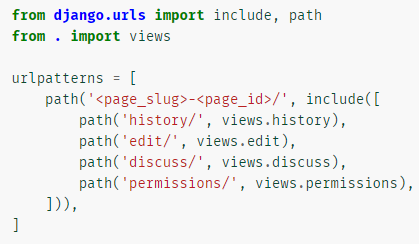 from django.urls import include, path
from . import views

urlpatterns = [
    path('<page_slug>-<page_id>/', include([
        path('history/', views.history),
        path('edit/', views.edit),
        path('discuss/', views.discuss),
        path('permissions/', views.permissions),
    ])),
]